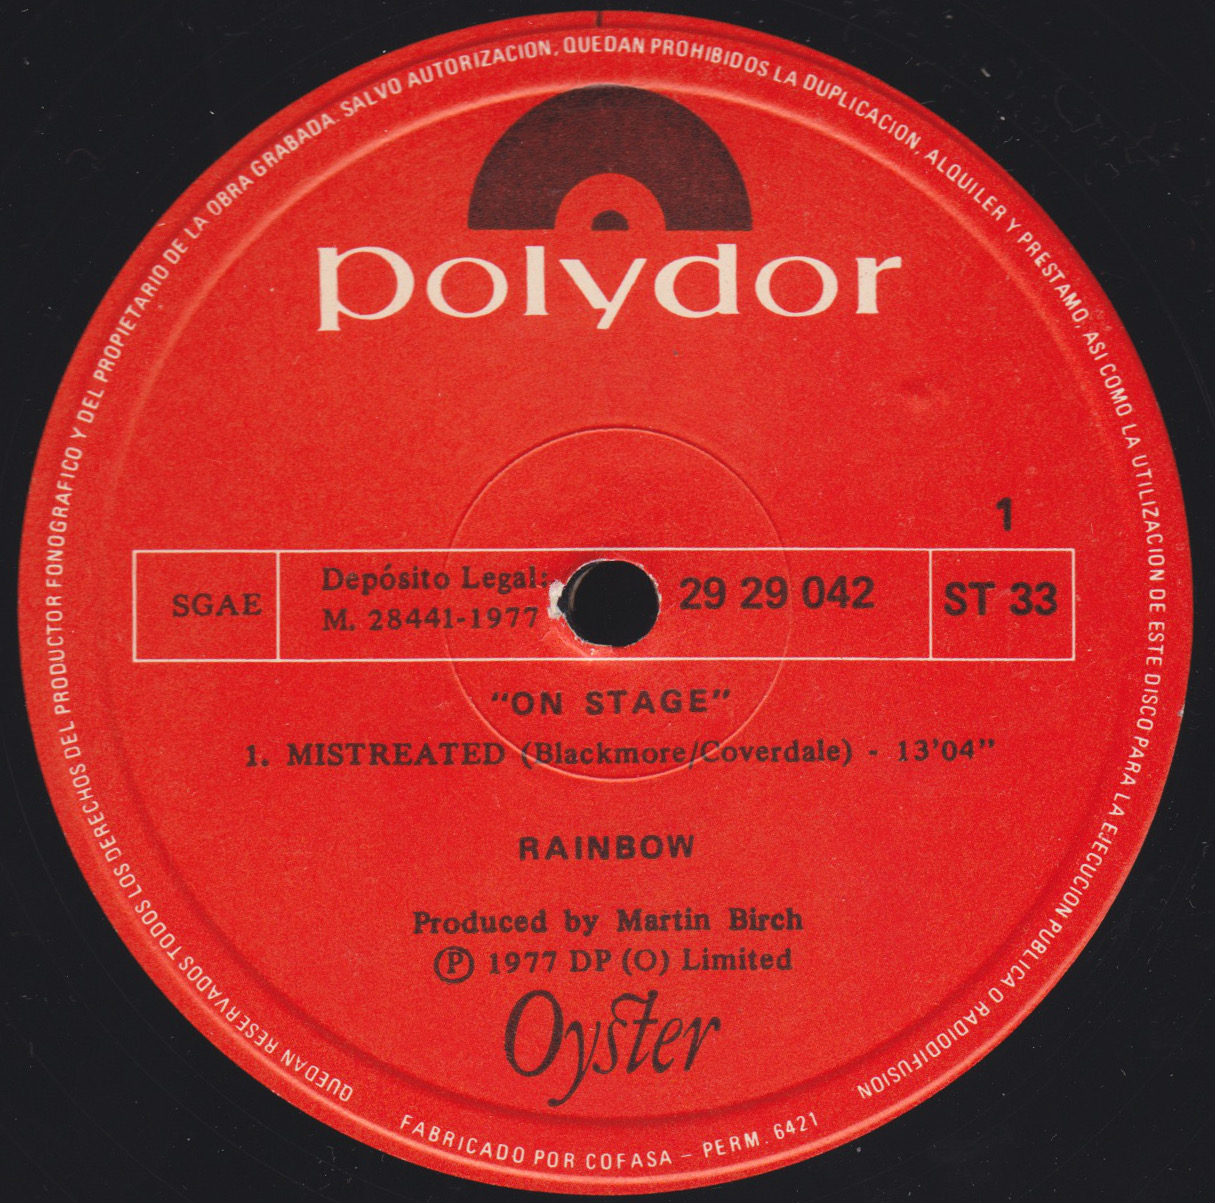 QUEDAN RESERVADOS TODOS LOS DERECHOS DEL PRODUCTOR FONOGRAFICO Y DEL PROPIETARIO DE LA OBRA GRABADA. SALVO AUTORIZACION, QUEDAN PROHIBIDOS LA DUPLICACION, ALQUILER Y PRESTAMO, ASI COMO LA UTILIZACION DE ESTE DISCO PARA LA EJECUCION PUBLICA O RADIODIFUSION
polydor
1
SGAE
Depósito Legal:
M. 28441-1977
29 29 042
ST 33
"ON STAGE"
1. MISTREATED (Blackmore/Coverdale) - 13'04"
RAINBOW
Produced by Martin Birch
Ⓟ 1977 DP (O) Limited
Oyster
FABRICADO POR COFASA - PERM. 6421